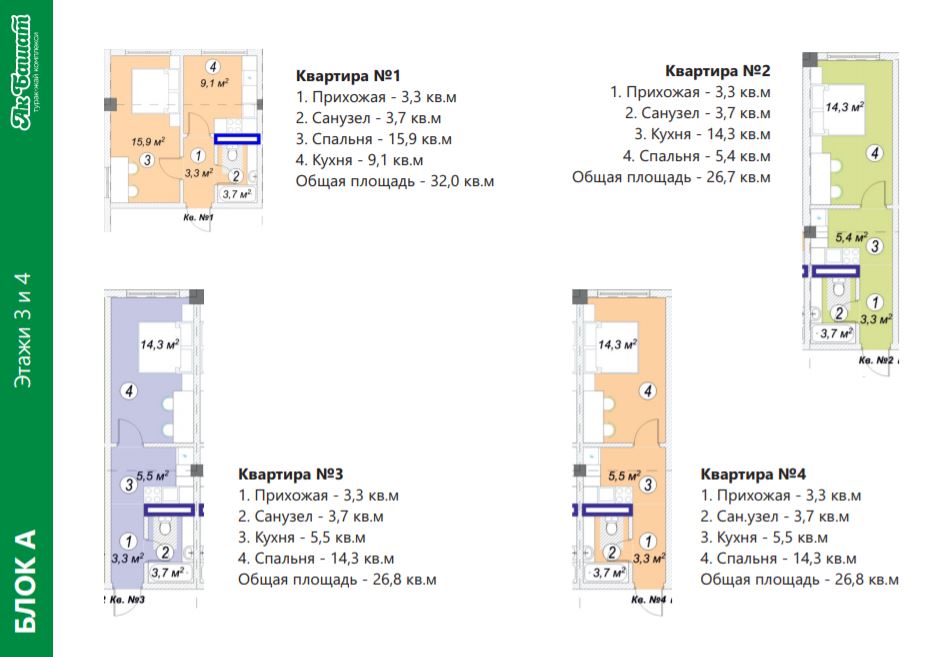 Ак-Башат
турак-жай комплекси
Этажи 3 и 4
БЛОК А
4
9,1 м²
15,9 м²
3
1
3,3 м²
2
3,7 м²
Кв. №1
Квартира №1
1. Прихожая - 3,3 кв.м
2. Санузел - 3,7 кв.м
3. Спальня - 15,9 кв.м
4. Кухня - 9,1 кв.м
Общая площадь - 32,0 кв.м
Квартира №2
1. Прихожая - 3,3 кв.м
2. Санузел - 3,7 кв.м
3. Кухня - 14,3 кв.м
4. Спальня - 5,4 кв.м
Общая площадь - 26,7 кв.м
14,3 м²
4
5,4 м²
3
1
2
3,3 м²
3,7 м²
Кв. №2
14,3 м²
4
5,5 м²
3
1
2
3,3 м²
3,7 м²
2 Кв. №3
Квартира №3
1. Прихожая - 3,3 кв.м
2. Санузел - 3,7 кв.м
3. Кухня - 5,5 кв.м
4. Спальня - 14,3 кв.м
Общая площадь - 26,8 кв.м
14,3 м²
4
5,5 м²
3
1
2
3,3 м²
3,7 м²
Кв. №4
Квартира №4
1. Прихожая - 3,3 кв.м
2. Сан.узел - 3,7 кв.м
3. Кухня - 5,5 кв.м
4. Спальня - 14,3 кв.м
Общая площадь - 26,8 кв.м